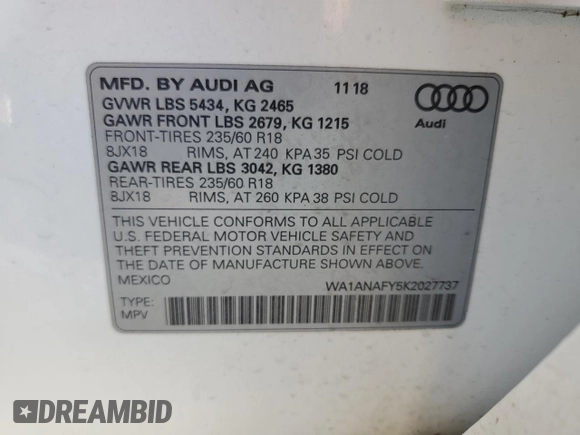 MFD. BY AUDI AG 11 18
GVWR LBS 5434, KG 2465
GAWR FRONT LBS 2679, KG 1215
FRONT-TIRES 235/60 R18
8JX18 RIMS, AT 240 KPA 35 PSI COLD
GAWR REAR LBS 3042, KG 1380
REAR-TIRES 235/60 R18
8JX18 RIMS, AT 260 KPA 38 PSI COLD
Audi
THIS VEHICLE CONFORMS TO ALL APPLICABLE
U.S. FEDERAL MOTOR VEHICLE SAFETY AND
THEFT PREVENTION STANDARDS IN EFFECT ON
THE DATE OF MANUFACTURE SHOWN ABOVE.
MEXICO WA1ANAFY5K2027737
TYPE:
MPV
DREAMBID